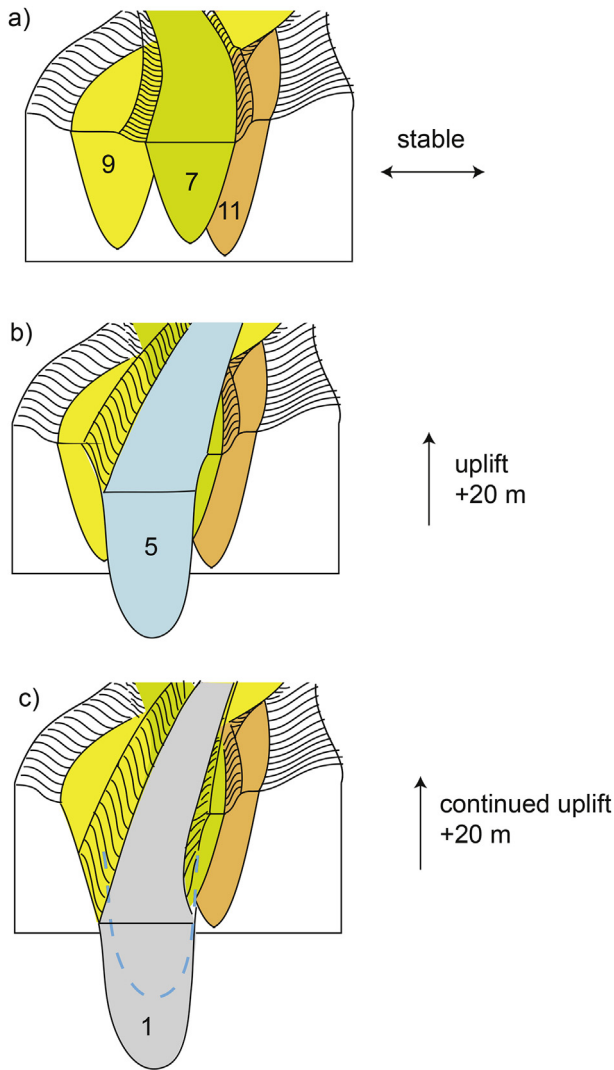 a)
9
7
11
stable
b)
5
uplift
+20 m
c)
1
continued uplift
+20 m